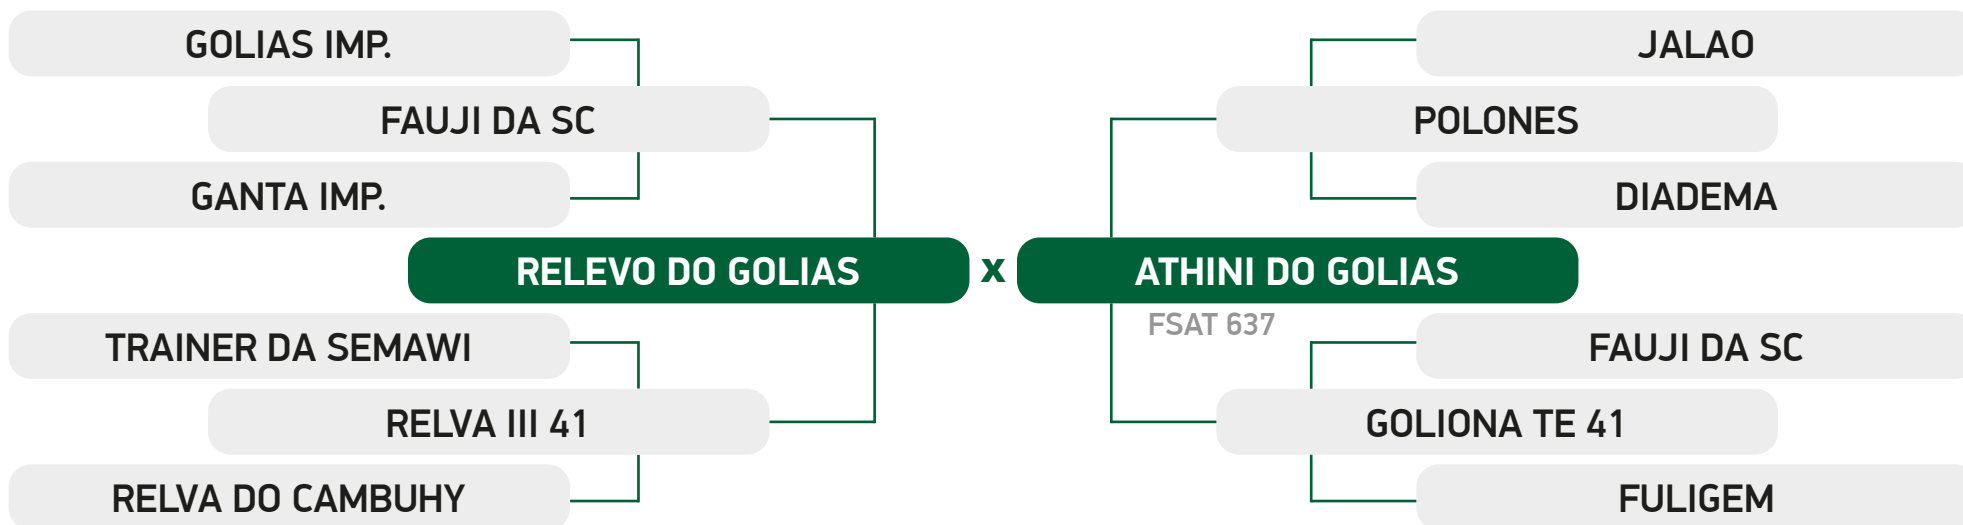 GOLIAS IMP.
JALAO
FAUJI DA SC
POLONES
GANTA IMP.
DIADEMA
RELEVO DO GOLIAS x ATHINI DO GOLIAS
FSAT 637
TRAINER DA SEMAWI
FAUJI DA SC
RELVA III 41
GOLIONA TE 41
RELVA DO CAMBUHY
FULIGEM